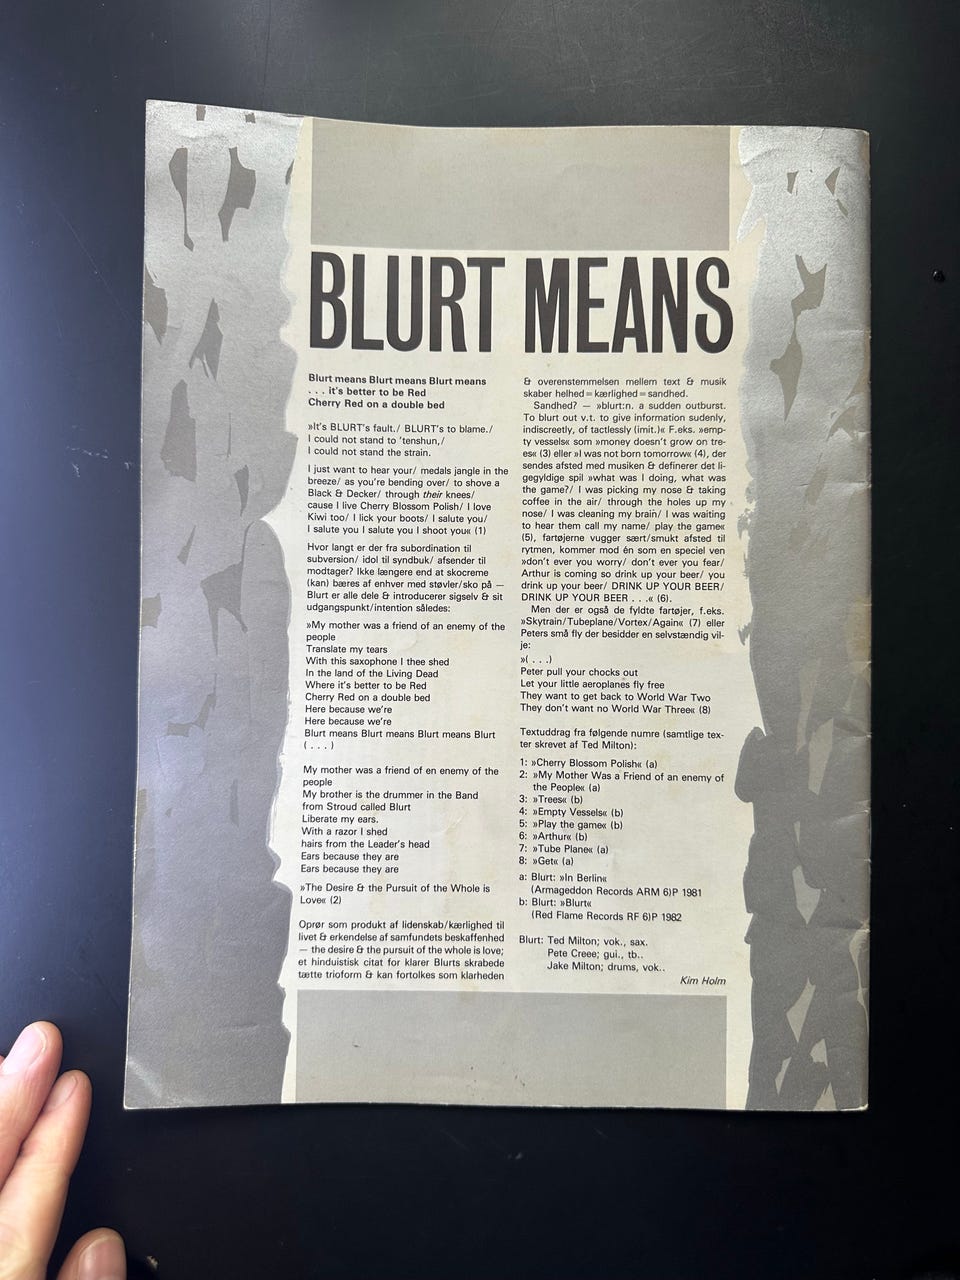 BLURT MEANS
Blurt means Blurt means Blurt means
. . . it's better to be Red
Cherry Red on a double bed
»It's BLURT's fault./ BLURT's to blame./
I could not stand to 'tenshun,/
I could not stand the strain.
I just want to hear your/ medals jangle in the
breeze/ as you're bending over/ to shove a
Black & Decker/ through their knees/
cause I live Cherry Blossom Polish/ I love
Kiwi too/ I lick your boots/ I salute you/
I salute you I salute you I shoot you« (1)
Hvor langt er der fra subordination til
subversion/ idol til syndbuk/ afsender til
modtager? Ikke længere end at skocreme
(kan) bæres af enhver med støvler/sko på —
Blurt er alle dele & introducerer sigselv & sit
udgangspunkt/intention således:
»My mother was a friend of an enemy of the
people
Translate my tears
With this saxophone I thee shed
In the land of the Living Dead
Where it's better to be Red
Cherry Red on a double bed
Here because we're
Here because we're
Blurt means Blurt means Blurt means Blurt
( . . . )
My mother was a friend of en enemy of the
people
My brother is the drummer in the Band
from Stroud called Blurt
Liberate my ears.
With a razor I shed
hairs from the Leader's head
Ears because they are
Ears because they are
»The Desire & the Pursuit of the Whole is
Love« (2)
Oprør som produkt af lidenskab/kærlighed til
livet & erkendelse af samfundets beskaffenhed
— the desire & the pursuit of the whole is love;
et hinduistisk citat for klarer Blurts skrabede
tætte trioform & kan fortolkes som klarheden
& overenstemmelsen mellem text & musik
skaber helhed = kærlighed = sandhed.
Sandhed? — »blurt:n. a sudden outburst.
To blurt out v.t. to give information sudenly,
indiscreetly, of tactlessly (imit.)« F.eks. »emp-
ty vessels« som »money doesn't grow on tre-
es« (3) eller »I was not born tomorrow« (4), der
sendes afsted med musiken & definerer det li-
gegyldige spil »what was I doing, what was
the game?/ I was picking my nose & taking
coffee in the air/ through the holes up my
nose/ I was cleaning my brain/ I was waiting
to hear them call my name/ play the game«
(5), fartøjerne vugger sært/smukt afsted til
rytmen, kommer mod én som en speciel ven
»don't ever you worry/ don't ever you fear/
Arthur is coming so drink up your beer/ you
drink up your beer/ DRINK UP YOUR BEER/
DRINK UP YOUR BEER . . .« (6).
Men der er også de fyldte fartøjer, f.eks.
»Skytrain/Tubeplane/Vortex/Again« (7) eller
Peters små fly der besidder en selvstændig vil-
je:
»( . . .)
Peter pull your chocks out
Let your little aeroplanes fly free
They want to get back to World War Two
They don't want no World War Three« (8)
Textuddrag fra følgende numre (samtlige tex-
ter skrevet af Ted Milton):
1: »Cherry Blossom Polish« (a)
2: »My Mother Was a Friend of an enemy of
the People« (a)
3: »Trees« (b)
4: »Empty Vessels« (b)
5: »Play the game« (b)
6: »Arthur« (b)
7: »Tube Plane« (a)
8: »Get« (a)
a: Blurt: »In Berlin«
(Armageddon Records ARM 6)P 1981
b: Blurt: »Blurt«
(Red Flame Records RF 6)P 1982
Blurt: Ted Milton; vok., sax.
Pete Creee; gui., tb..
Jake Milton; drums, vok..
Kim Holm